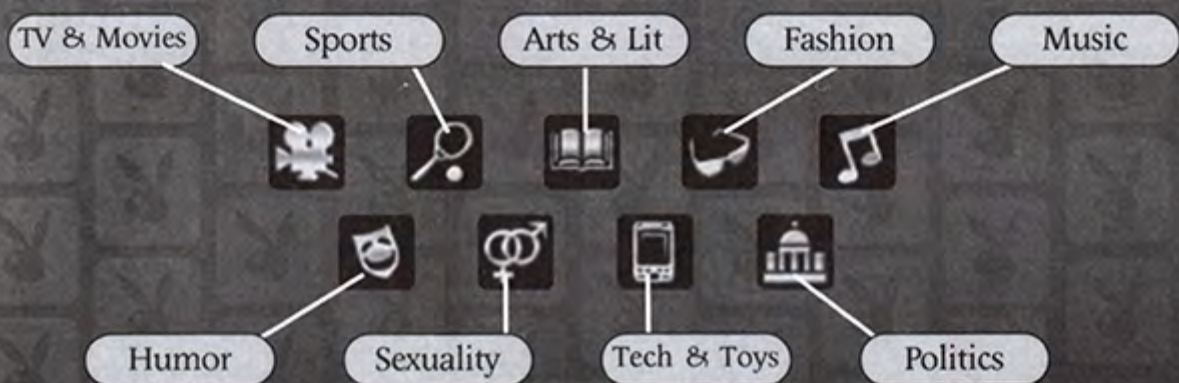 TV & Movies
Sports
Arts & Lit
Fashion
Music
Humor
Sexuality
Tech & Toys
Politics